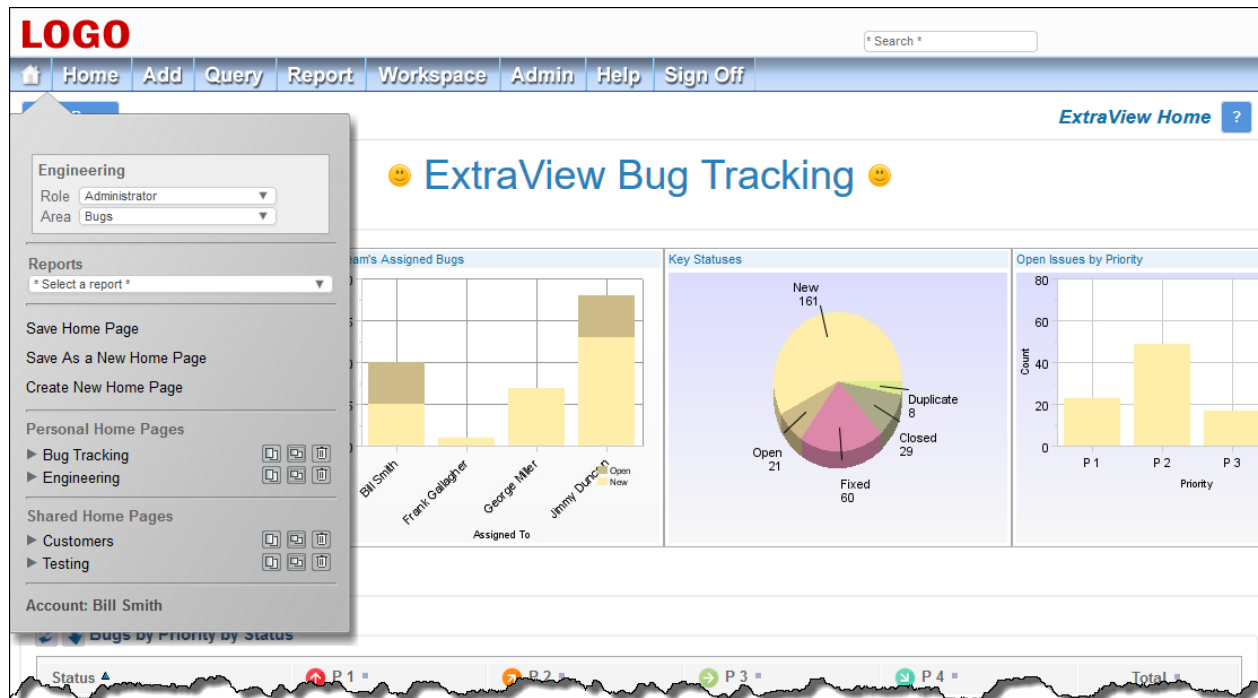 LOGO
* Search *
Home Add Query Report Workspace Admin Help Sign Off
ExtraView Home ?
ExtraView Bug Tracking
Engineering
Role Administrator
Area Bugs
Reports
* Select a report *
Save Home Page
Save As a New Home Page
Create New Home Page
Personal Home Pages
Bug Tracking
Engineering
Shared Home Pages
Customers
Testing
Account: Bill Smith
Assigned Bugs
Bill Smith
Frank Gallagher
George Miller
Jimmy Duncan
Open
New
Assigned To
Key Statuses
New
161
Duplicate
8
Closed
29
Fixed
60
Open
21
Open Issues by Priority
80
60
40
20
0
Count
P 1 P 2 P 3
Priority
Bugs by Priority by Status
Status P 1 P 2 P 3 P 4 Total